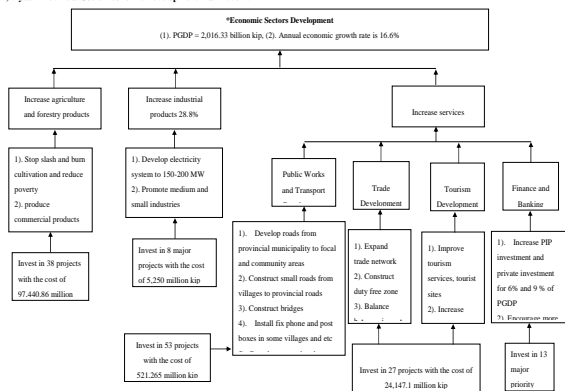 *Economic Sectors Development
(1). PGDP = 2,016.33 billion kip, (2). Annual economic growth rate is 16.6%
Increase agriculture
and forestry products
Increase industrial
products 28.8%
Increase services
1). Stop slash and burn
cultivation and reduce
poverty
2). produce
commercial products
1). Develop electricity
system to 150-200 MW
2). Promote medium and
small industries
Public Works
and Transport
Trade
Development
Tourism
Development
Finance and
Banking
Invest in 38 projects
with the cost of
97.440.86 million
Invest in 8 major
projects with the cost of
5,250 million kip
1). Develop roads from
provincial municipality to focal
and community areas
2). Construct small roads from
villages to provincial roads
3). Construct bridges
4). Install fix phone and post
boxes in some villages and etc
1). Expand
trade network
2). Construct
duty free zone
3). Balance
1). Improve
tourism
services, tourist
sites
2). Increase
1). Increase PIP
investment and
private investment
for 6% and 9 % of
PGDP
2). Encourage more
Invest in 53 projects
with the cost of
521.265 million kip
Invest in 27 projects with the cost of
24,147.1 million kip
Invest in 13
major
priority